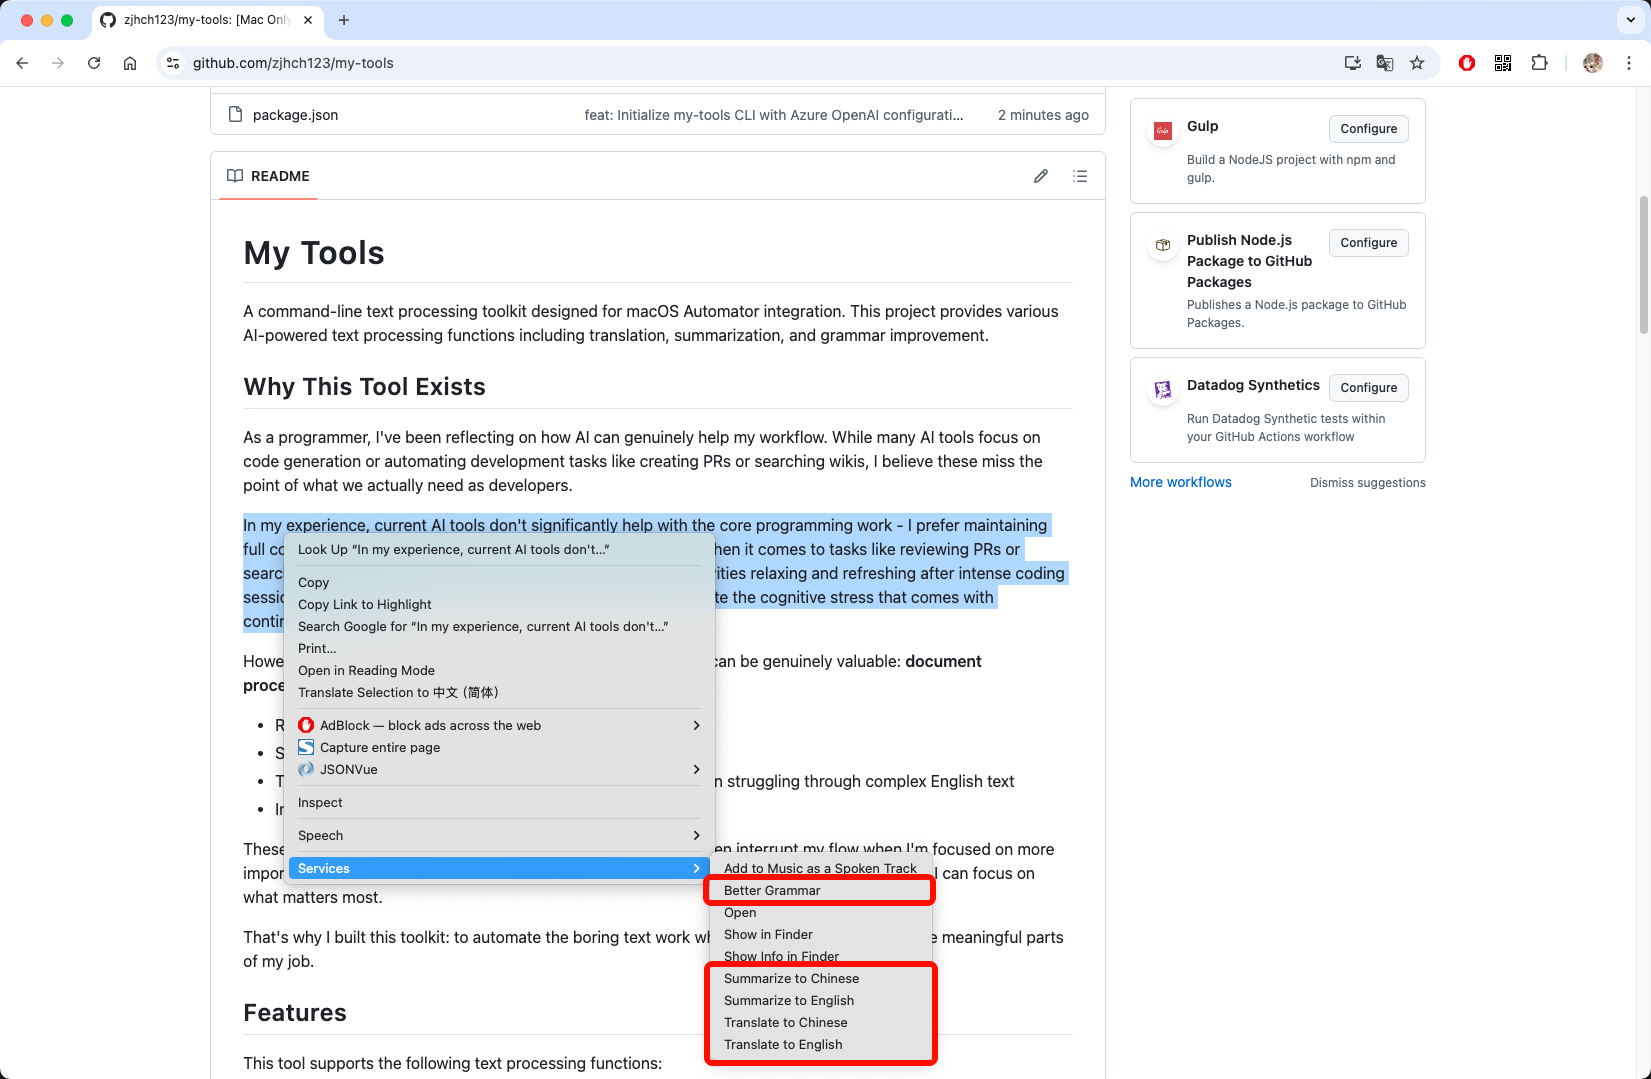 zjhch123/my-tools: [Mac Only
github.com/zjhch123/my-tools
package.json
feat: Initialize my-tools CLI with Azure OpenAI configurati...
2 minutes ago
README
My Tools
A command-line text processing toolkit designed for macOS Automator integration. This project provides various
AI-powered text processing functions including translation, summarization, and grammar improvement.
Why This Tool Exists
As a programmer, I've been reflecting on how AI can genuinely help my workflow. While many AI tools focus on
code generation or automating development tasks like creating PRs or searching wikis, I believe these miss the
point of what we actually need as developers.
In my experience, current AI tools don't significantly help with the core programming work - I prefer maintaining
full co
hen it comes to tasks like reviewing PRs or
searc
ities relaxing and refreshing after intense coding
sessio
te the cognitive stress that comes with
contin
Howe
can be genuinely valuable: document
proce
R
S
T
n struggling through complex English text
In
These
en interrupt my flow when I'm focused on more
impor
I can focus on
what matters most.
That's why I built this toolkit: to automate the boring text work wh
e meaningful parts
of my job.
Features
This tool supports the following text processing functions:
Look Up “In my experience, current AI tools don't...”
Copy
Copy Link to Highlight
Search Google for “In my experience, current AI tools don't...”
Print...
Open in Reading Mode
Translate Selection to 中文 (简体)
AdBlock — block ads across the web
Capture entire page
JSONVue
Inspect
Speech
Services
Add to Music as a Spoken Track
Better Grammar
Open
Show in Finder
Show Info in Finder
Summarize to Chinese
Summarize to English
Translate to Chinese
Translate to English
Gulp
Gulp
Configure
Build a NodeJS project with npm and
gulp.
Publish Node.js
Package to GitHub
Packages
Configure
Publishes a Node.js package to GitHub
Packages.
Datadog Synthetics
Configure
Run Datadog Synthetic tests within
your GitHub Actions workflow
More workflows
Dismiss suggestions